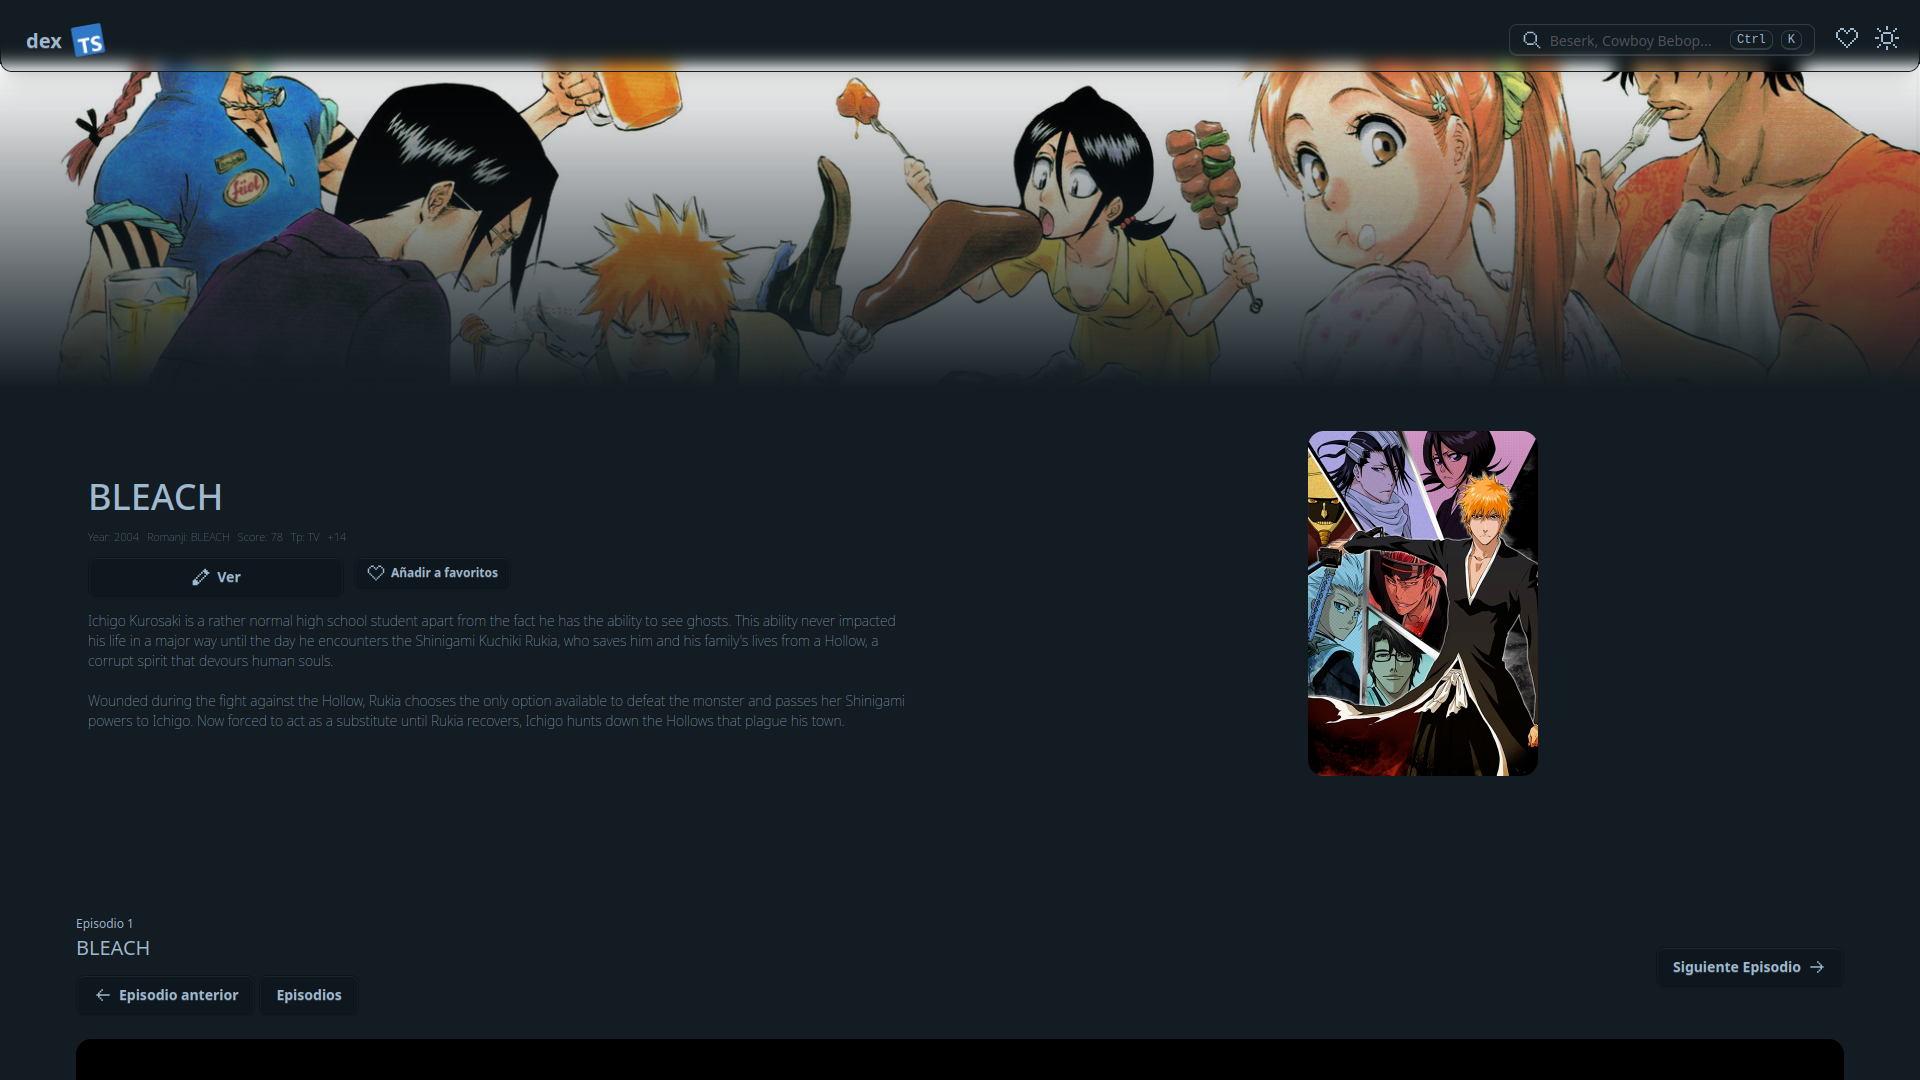 dex TS
Beserk, Cowboy Bebop... Ctrl K
füel
BLEACH
Year: 2004 Romanji: BLEACH Score: 78 Tp: TV +14
Ver
Añadir a favoritos
Ichigo Kurosaki is a rather normal high school student apart from the fact he has the ability to see ghosts. This ability never impacted
his life in a major way until the day he encounters the Shinigami Kuchiki Rukia, who saves him and his family's lives from a Hollow, a
corrupt spirit that devours human souls.
Wounded during the fight against the Hollow, Rukia chooses the only option available to defeat the monster and passes her Shinigami
powers to Ichigo. Now forced to act as a substitute until Rukia recovers, Ichigo hunts down the Hollows that plague his town.
Episodio 1
BLEACH
Episodio anterior
Episodios
Siguiente Episodio